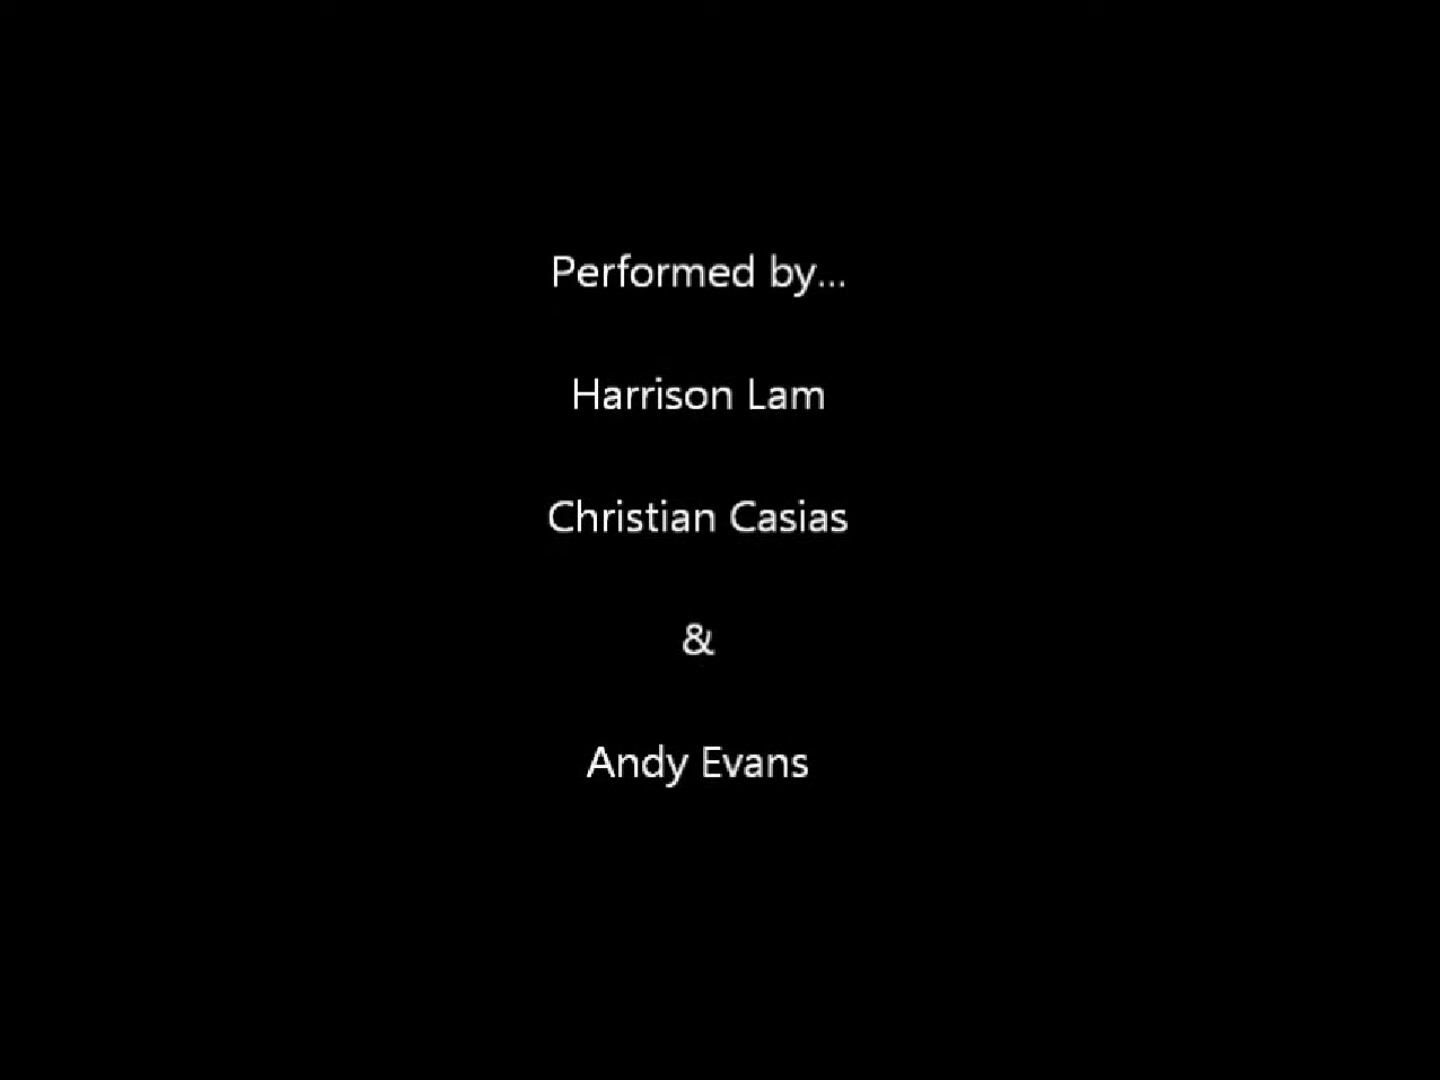 Performed by...
Harrison Lam
Christian Casias
&
Andy Evans